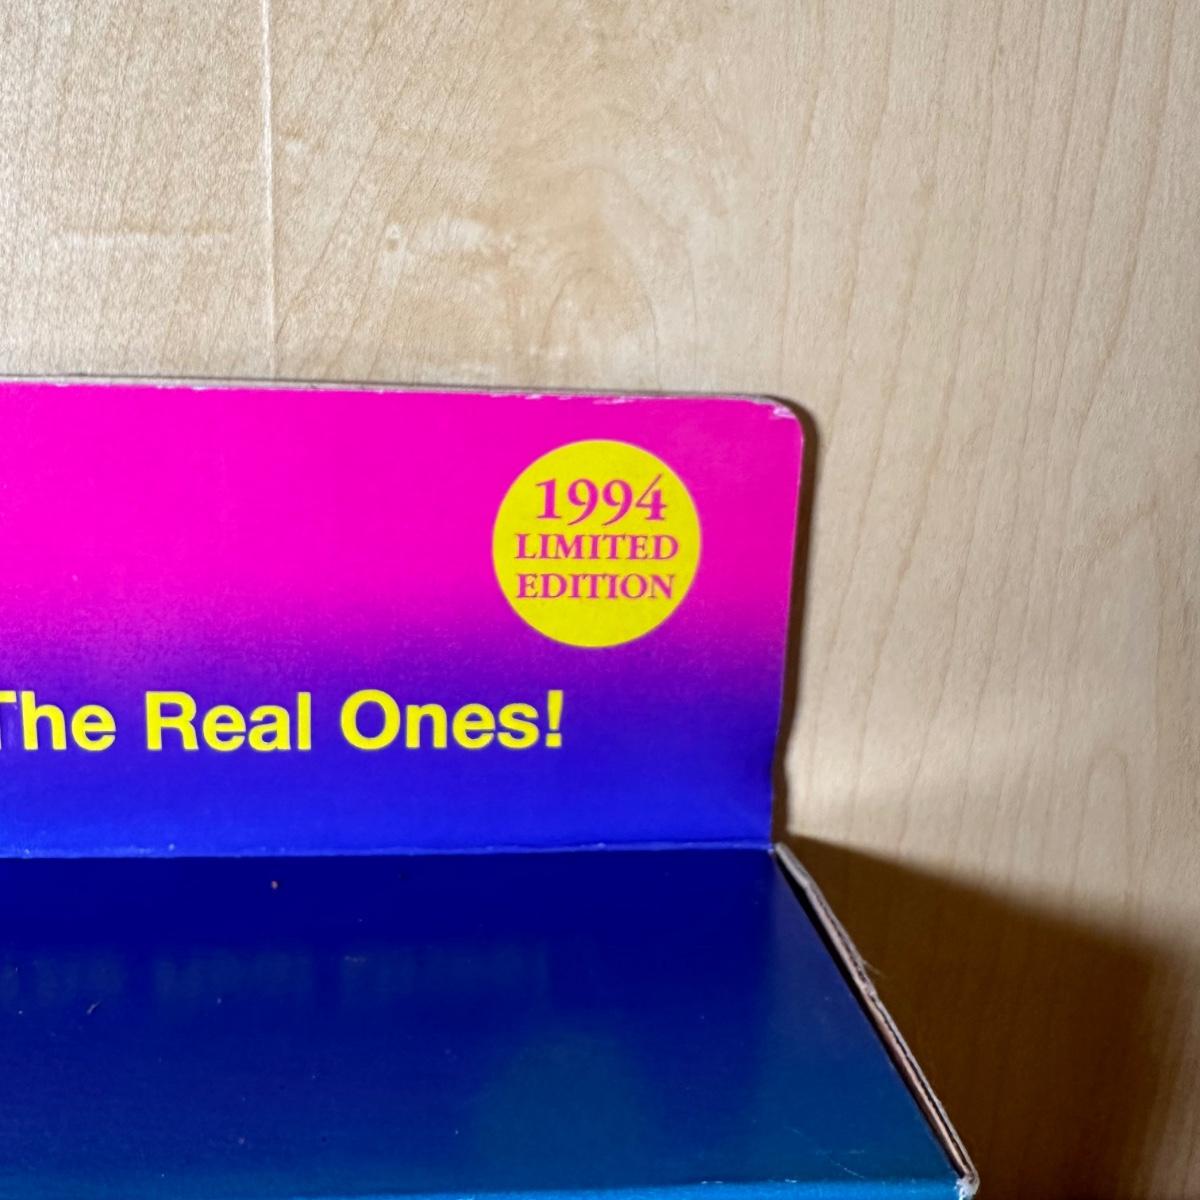 1994
LIMITED
EDITION
The Real Ones!